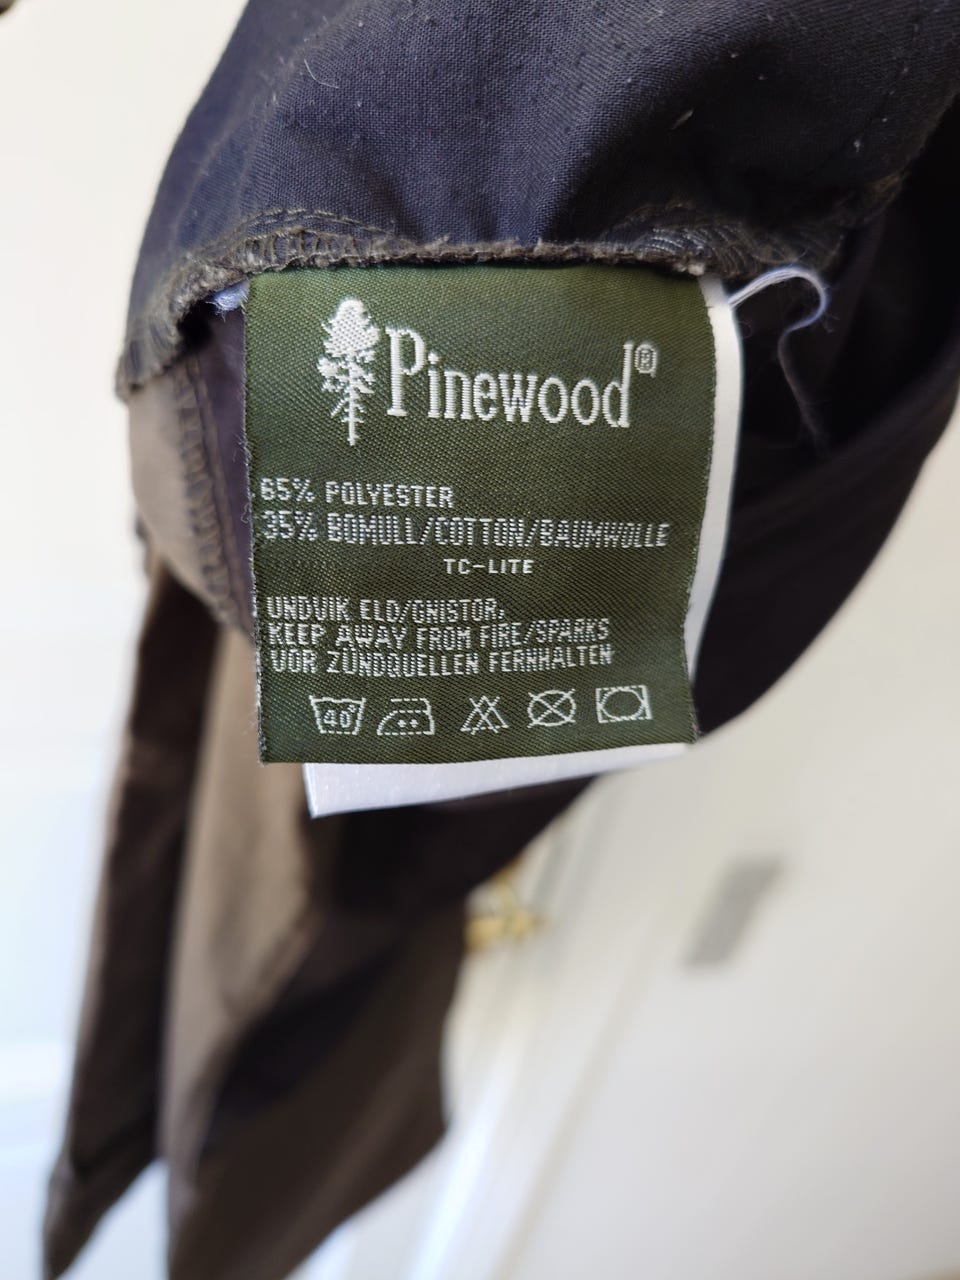 Pinewood®
65% POLYESTER
35% BOMULL/COTTON/BAUMWOLLE
TC-LITE
UNDVIK ELD/GNISTOR.
KEEP AWAY FROM FIRE/SPARKS
VOR ZÜNDQUELLEN FERNHALTEN
40°